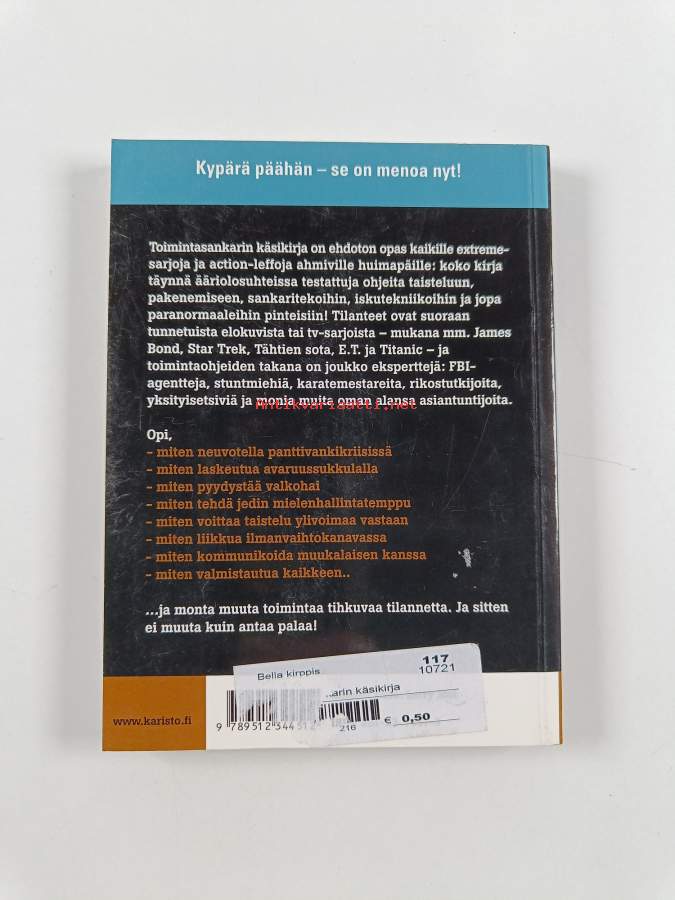 Kypärä päähän – se on menoa nyt!
Toimintasankarin käsikirja on ehdoton opas kaikille extreme-
sarjoja ja action-leffoja ahmiville huimapäille: koko kirja
täynnä ääriolosuhteissa testattuja ohjeita taisteluun,
pakenemiseen, sankaritekoihin, iskutekniikoihin ja jopa
paranormaaleihin pinteisiin! Tilanteet ovat suoraan
tunnetuista elokuvista tai tv-sarjoista – mukana mm. James
Bond, Star Trek, Tähtien sota, E.T. ja Titanic – ja
toimintaohjeiden takana on joukko eksperttejä: FBI-
agentteja, stuntmiehiä, karatemestareita, rikostutkijoita,
yksityisetsiviä ja monia muita oman alansa asiantuntijoita.
Antikvariaatti.net
Opi,
- miten neuvotella panttivankikriisissä
- miten laskeutua avaruussukkulalla
- miten pyydystää valkohai
- miten tehdä jedin mielenhallintatemppu
- miten voittaa taistelu ylivoimaa vastaan
- miten liikkua ilmanvaihtokanavassa
- miten kommunikoida muukalaisen kanssa
- miten valmistautua kaikkeen..
...ja monta muuta toimintaa tihkuvaa tilannetta. Ja sitten
ei muuta kuin antaa palaa!
Bella kirppis 117
10721
karin käsikirja
€ 0,50
216
www.karisto.fi
9 789512 34451